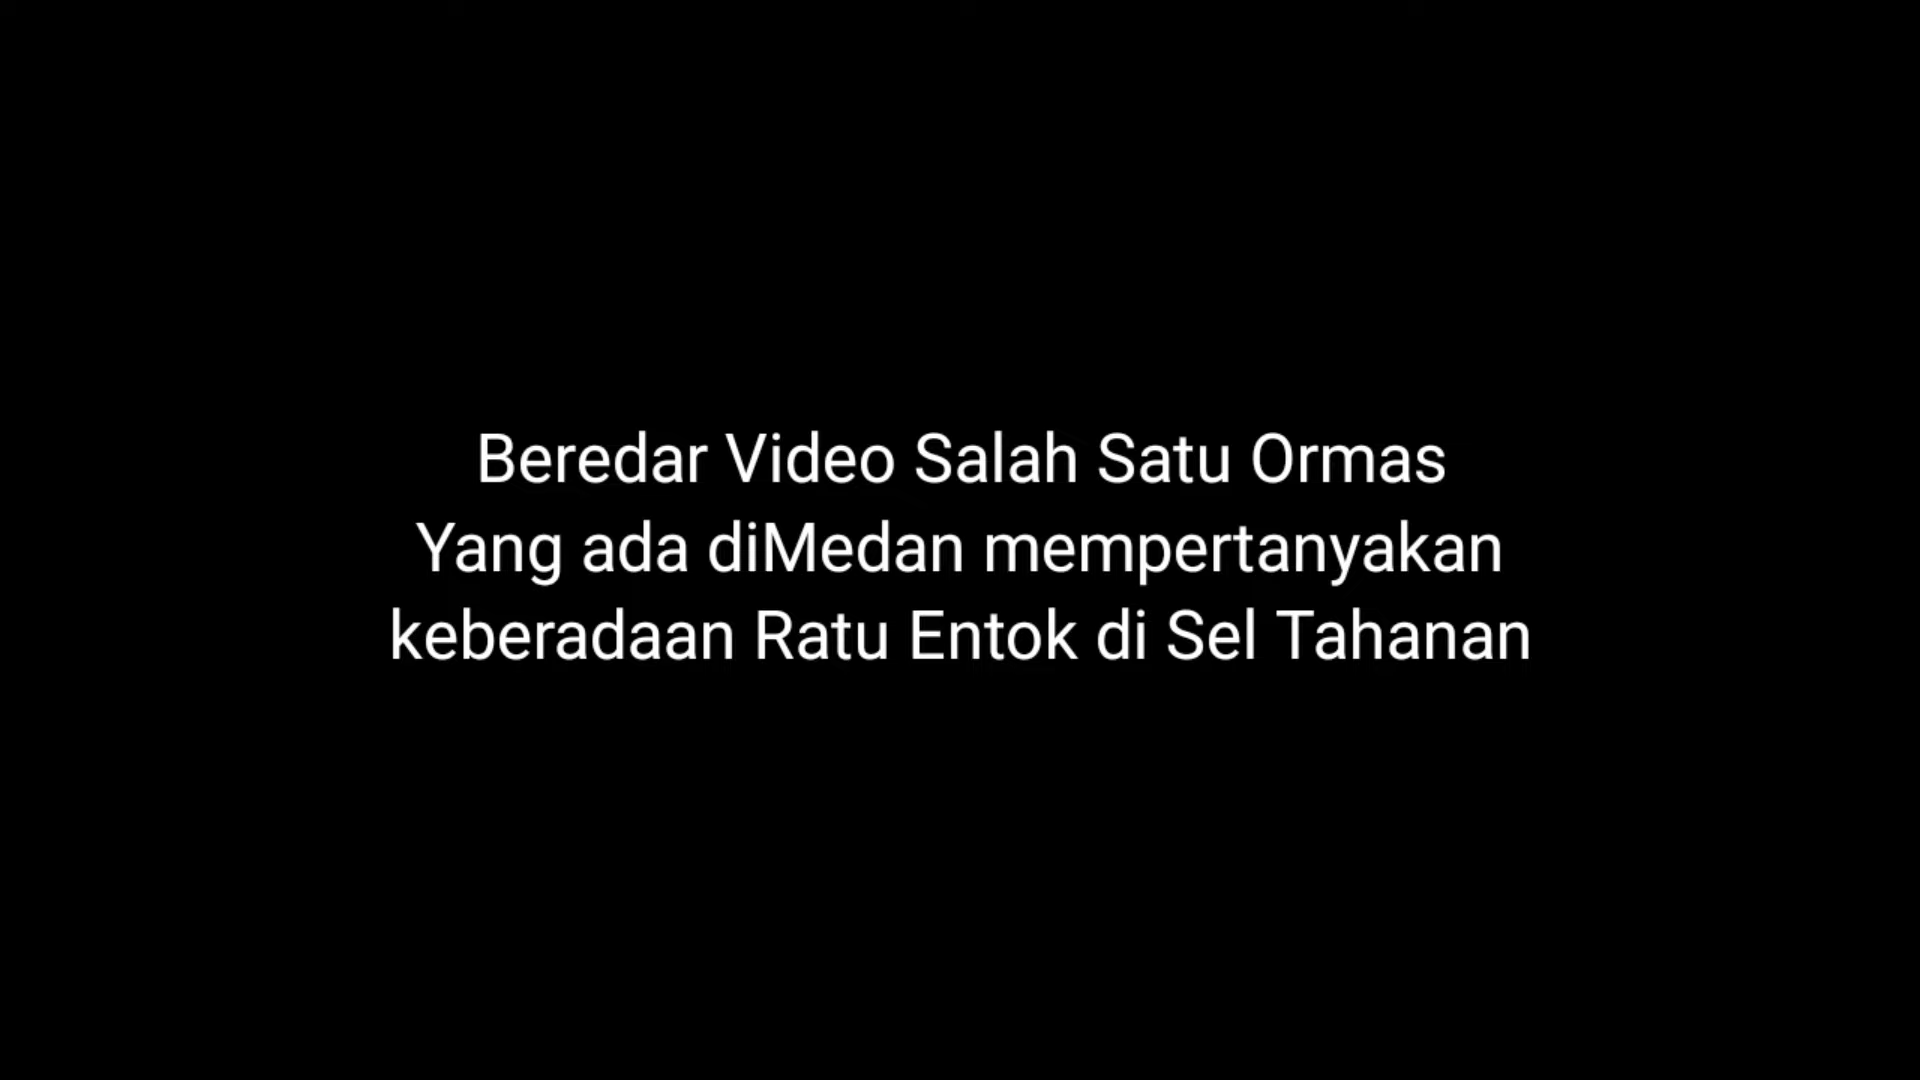 Beredar Video Salah Satu Ormas
Yang ada diMedan mempertanyakan
keberadaan Ratu Entok di Sel Tahanan